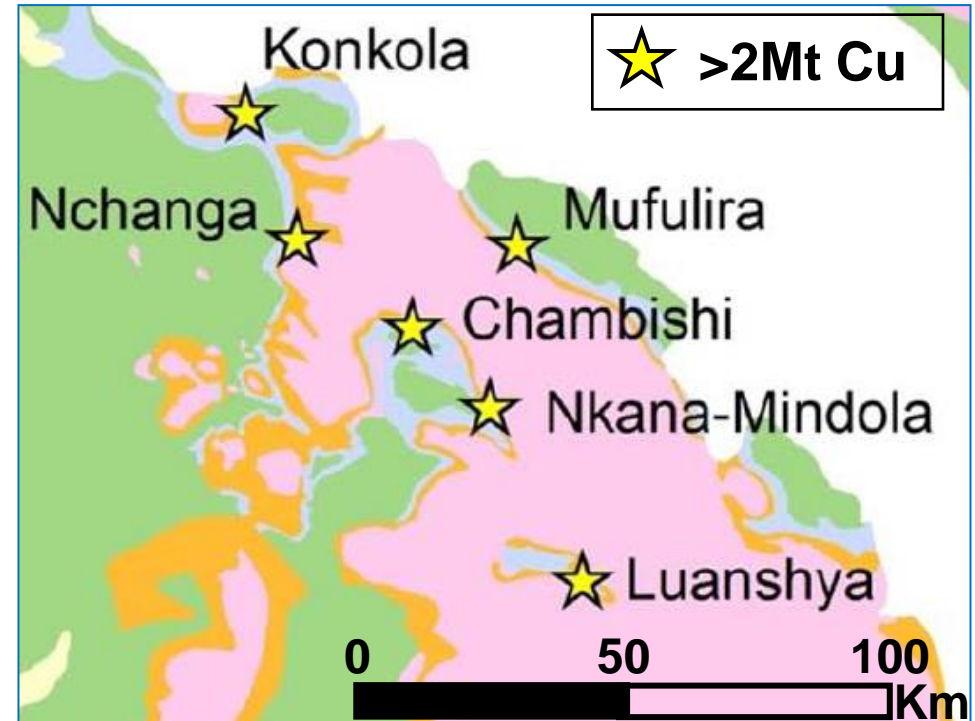 Konkola
>2Mt Cu
Nchanga
Mufulira
Chambishi
Nkana-Mindola
Luanshya
0 50 100
Km